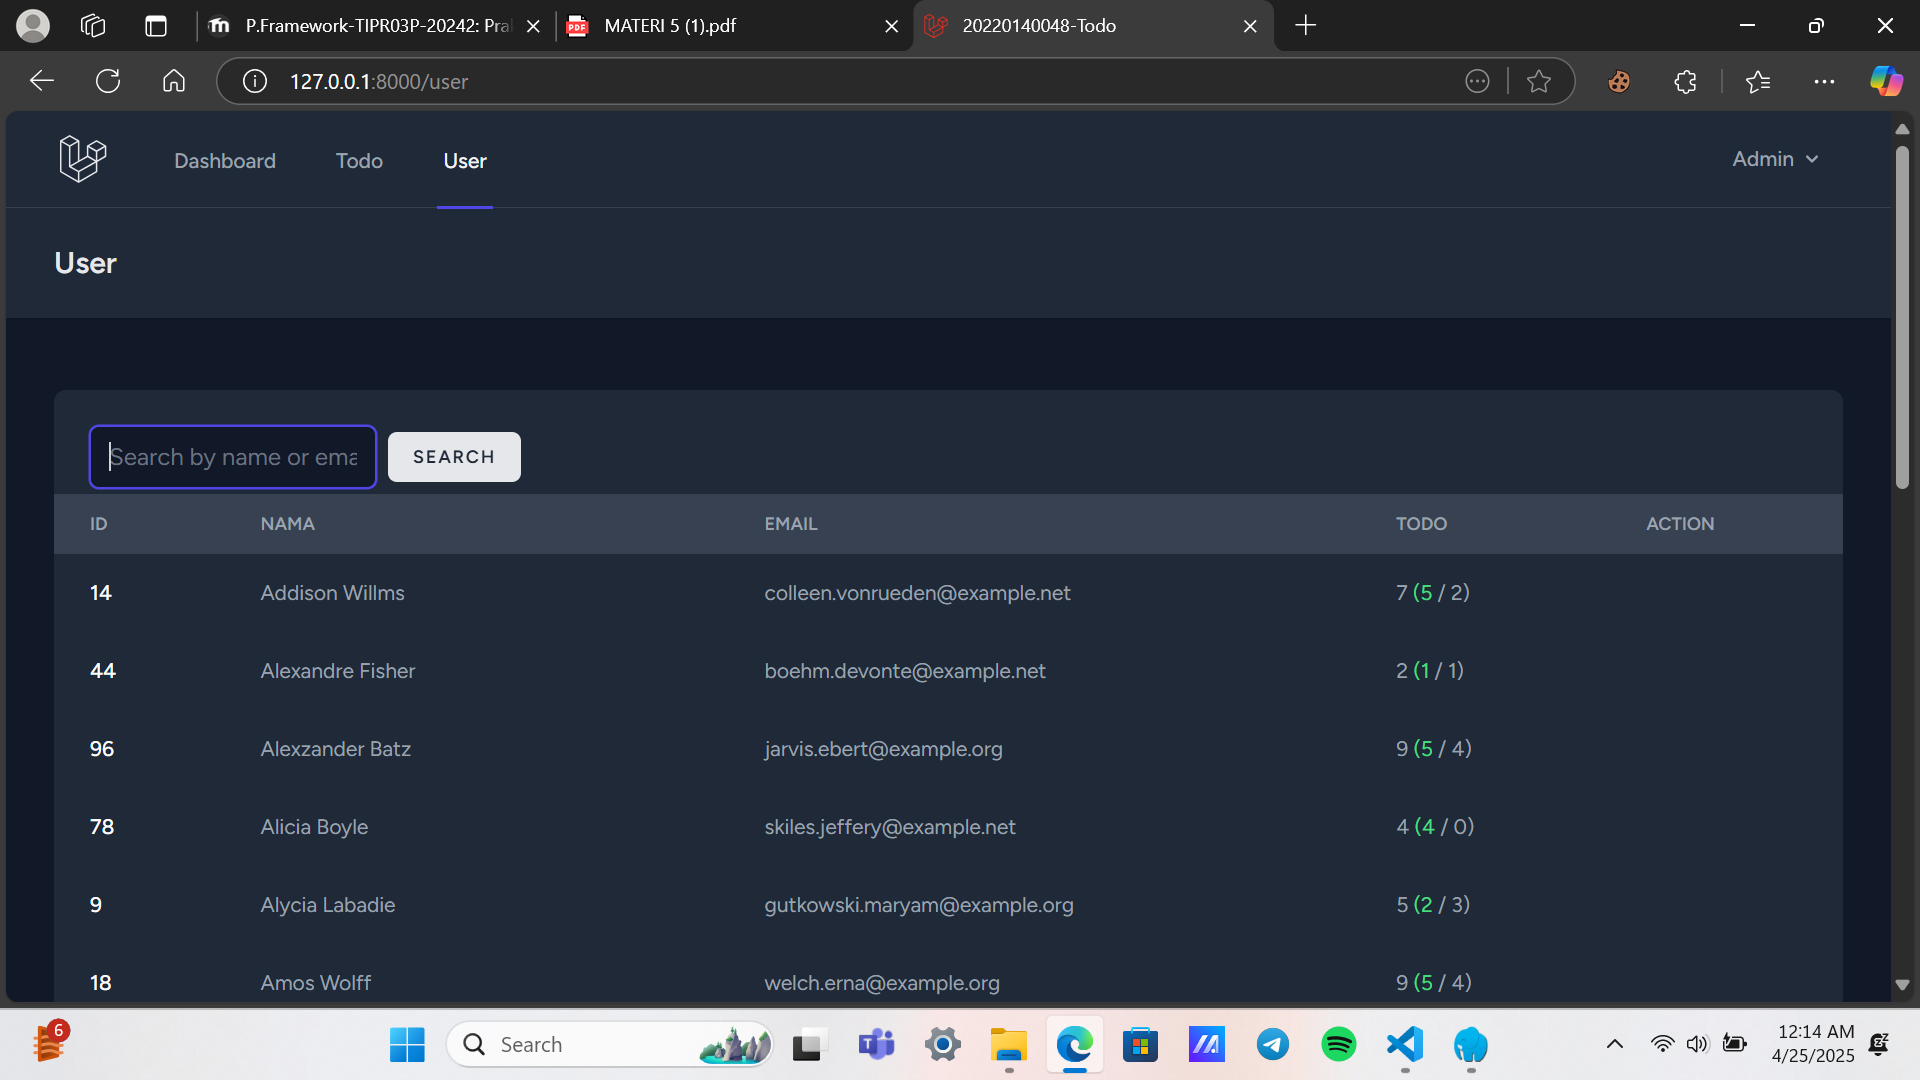 P.Framework-TIPR03P-20242: Pra
MATERI 5 (1).pdf
20220140048-Todo
127.0.0.1:8000/user
Dashboard
Todo
User
Admin
User
Search by name or ema
SEARCH
ID NAMA EMAIL TODO ACTION
14 Addison Willms colleen.vonrueden@example.net 7 (5 / 2)
44 Alexandre Fisher boehm.devonte@example.net 2 (1 / 1)
96 Alexzander Batz jarvis.ebert@example.org 9 (5 / 4)
78 Alicia Boyle skiles.jeffery@example.net 4 (4 / 0)
9 Alycia Labadie gutkowski.maryam@example.org 5 (2 / 3)
18 Amos Wolff welch.erna@example.org 9 (5 / 4)
6
Search
12:14 AM
4/25/2025